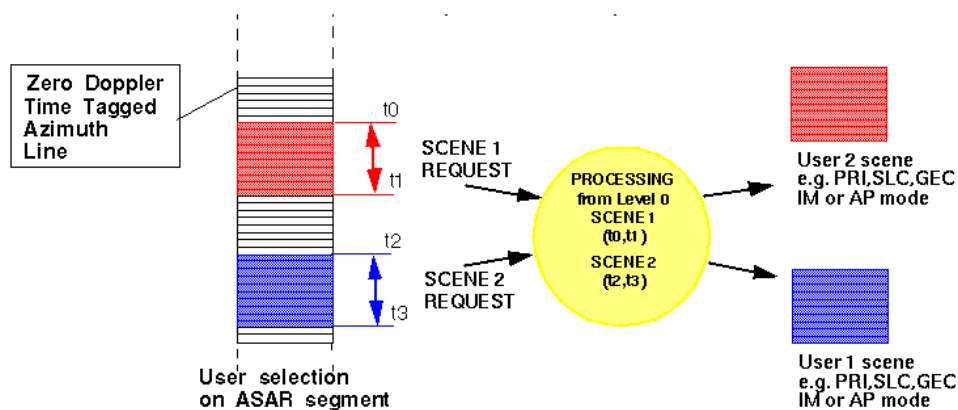 Zero Doppler
Time Tagged
Azimuth
Line
t0
t1
t2
t3
User selection
on ASAR segment
SCENE 1
REQUEST
SCENE 2
REQUEST
PROCESSING
from Level 0
SCENE 1
(t0,t1)
SCENE 2
(t2,t3)
User 2 scene
e.g. PRI,SLC,GEC
IM or AP mode
User 1 scene
e.g. PRI,SLC,GEC
IM or AP mode